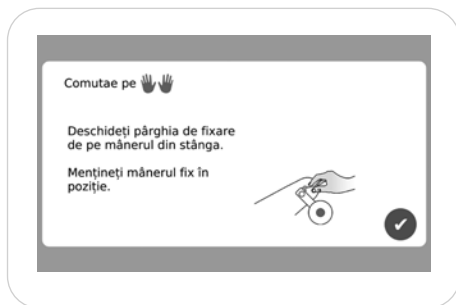 Comutae pe
Deschideți pârghia de fixare
de pe mânerul din stânga.
Mențineți mânerul fix în
poziție.